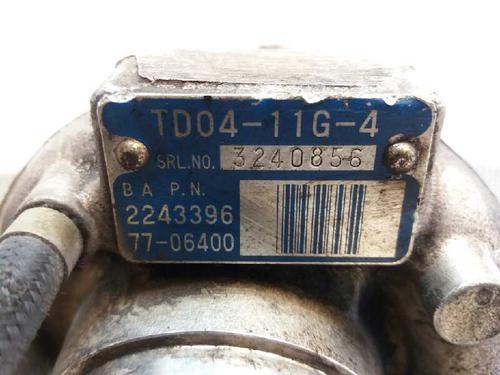 TD04-11G-4
SRL.NO. 3240856
B A P.N.
2243396
77-06400